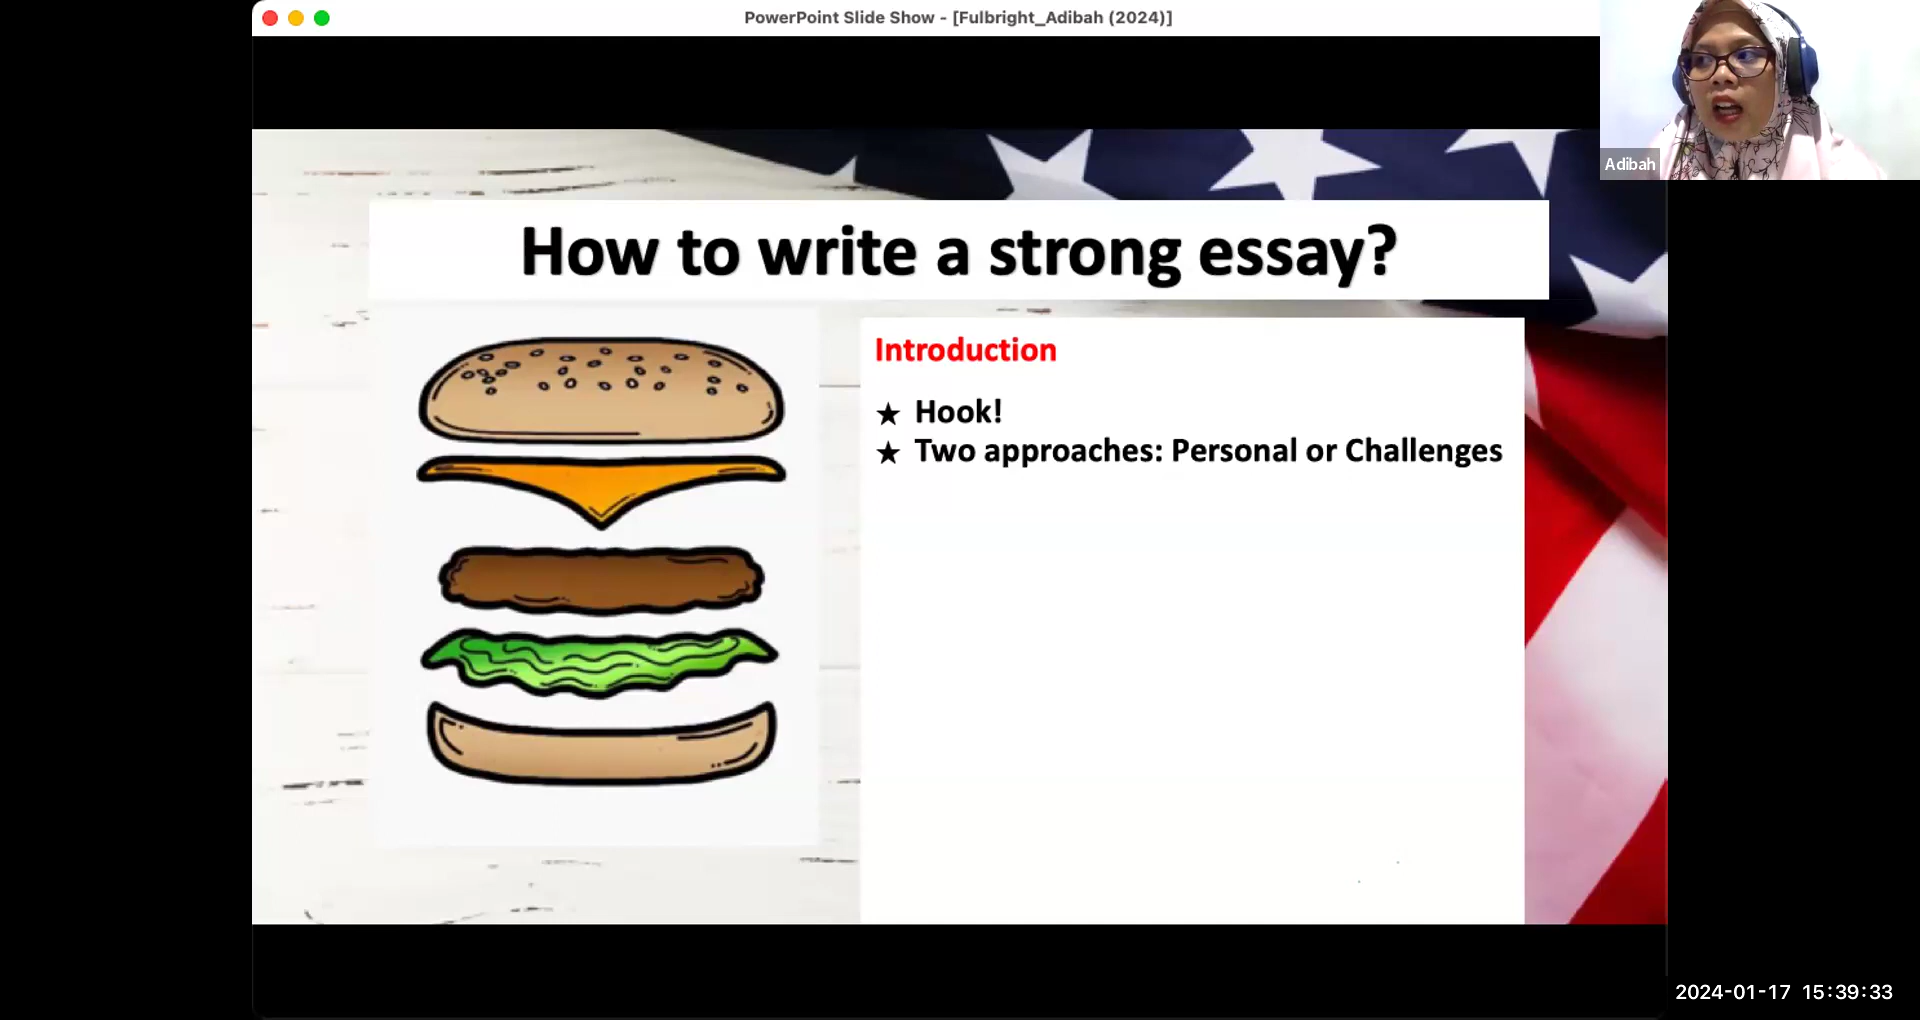 PowerPoint Slide Show - [Fulbright_Adibah (2024)]
Adibah
How to write a strong essay?
Introduction
★ Hook!
★ Two approaches: Personal or Challenges
2024-01-17 15:39:33